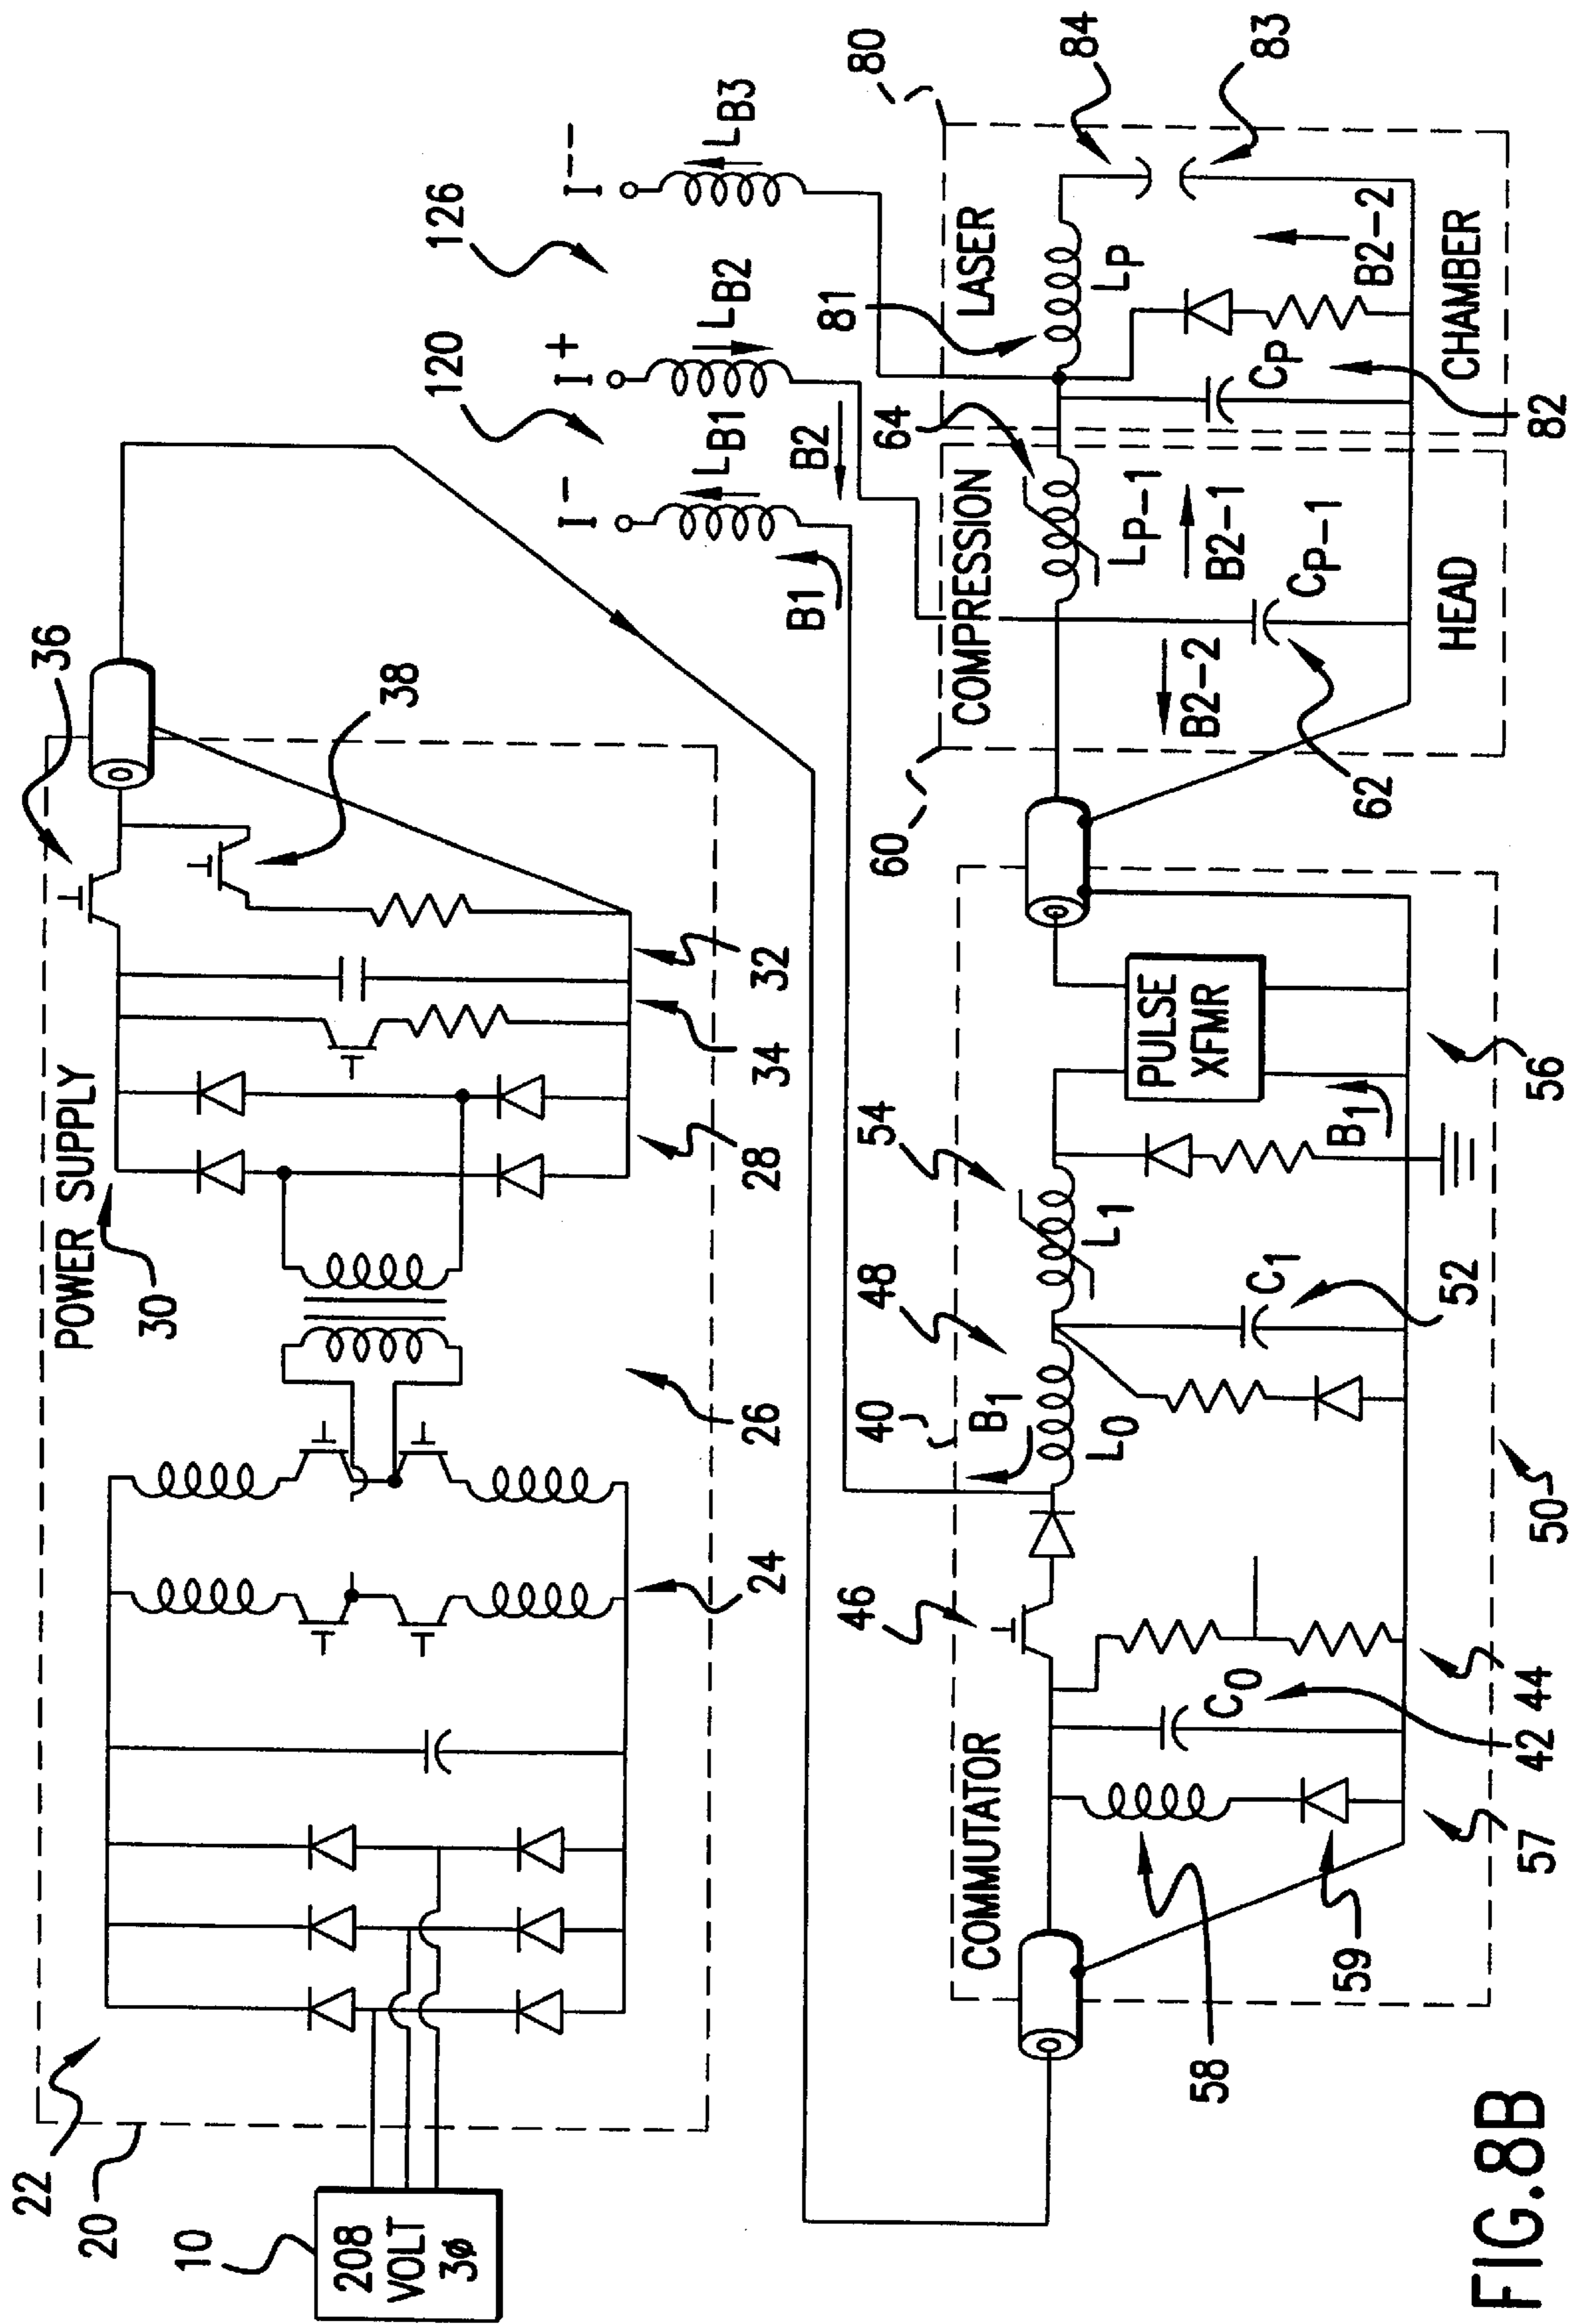 22
20
10
208
VOLT
3ø
POWER SUPPLY
30
24
26
28
34
32
36
38
120
126
I-
I+
I--
LB1
LB2
LB3
B1
B2
COMMUTATOR
46
40
B1
48
L0
54
L1
PULSE
XFMR
C0
C1
52
B1
58
59
57
42
44
50
56
60
COMPRESSION
64
LP-1
B2-1
B2-2
CP-1
HEAD
62
80
LASER
81
LP
84
83
CP
B2-2
CHAMBER
82
FIG.8B